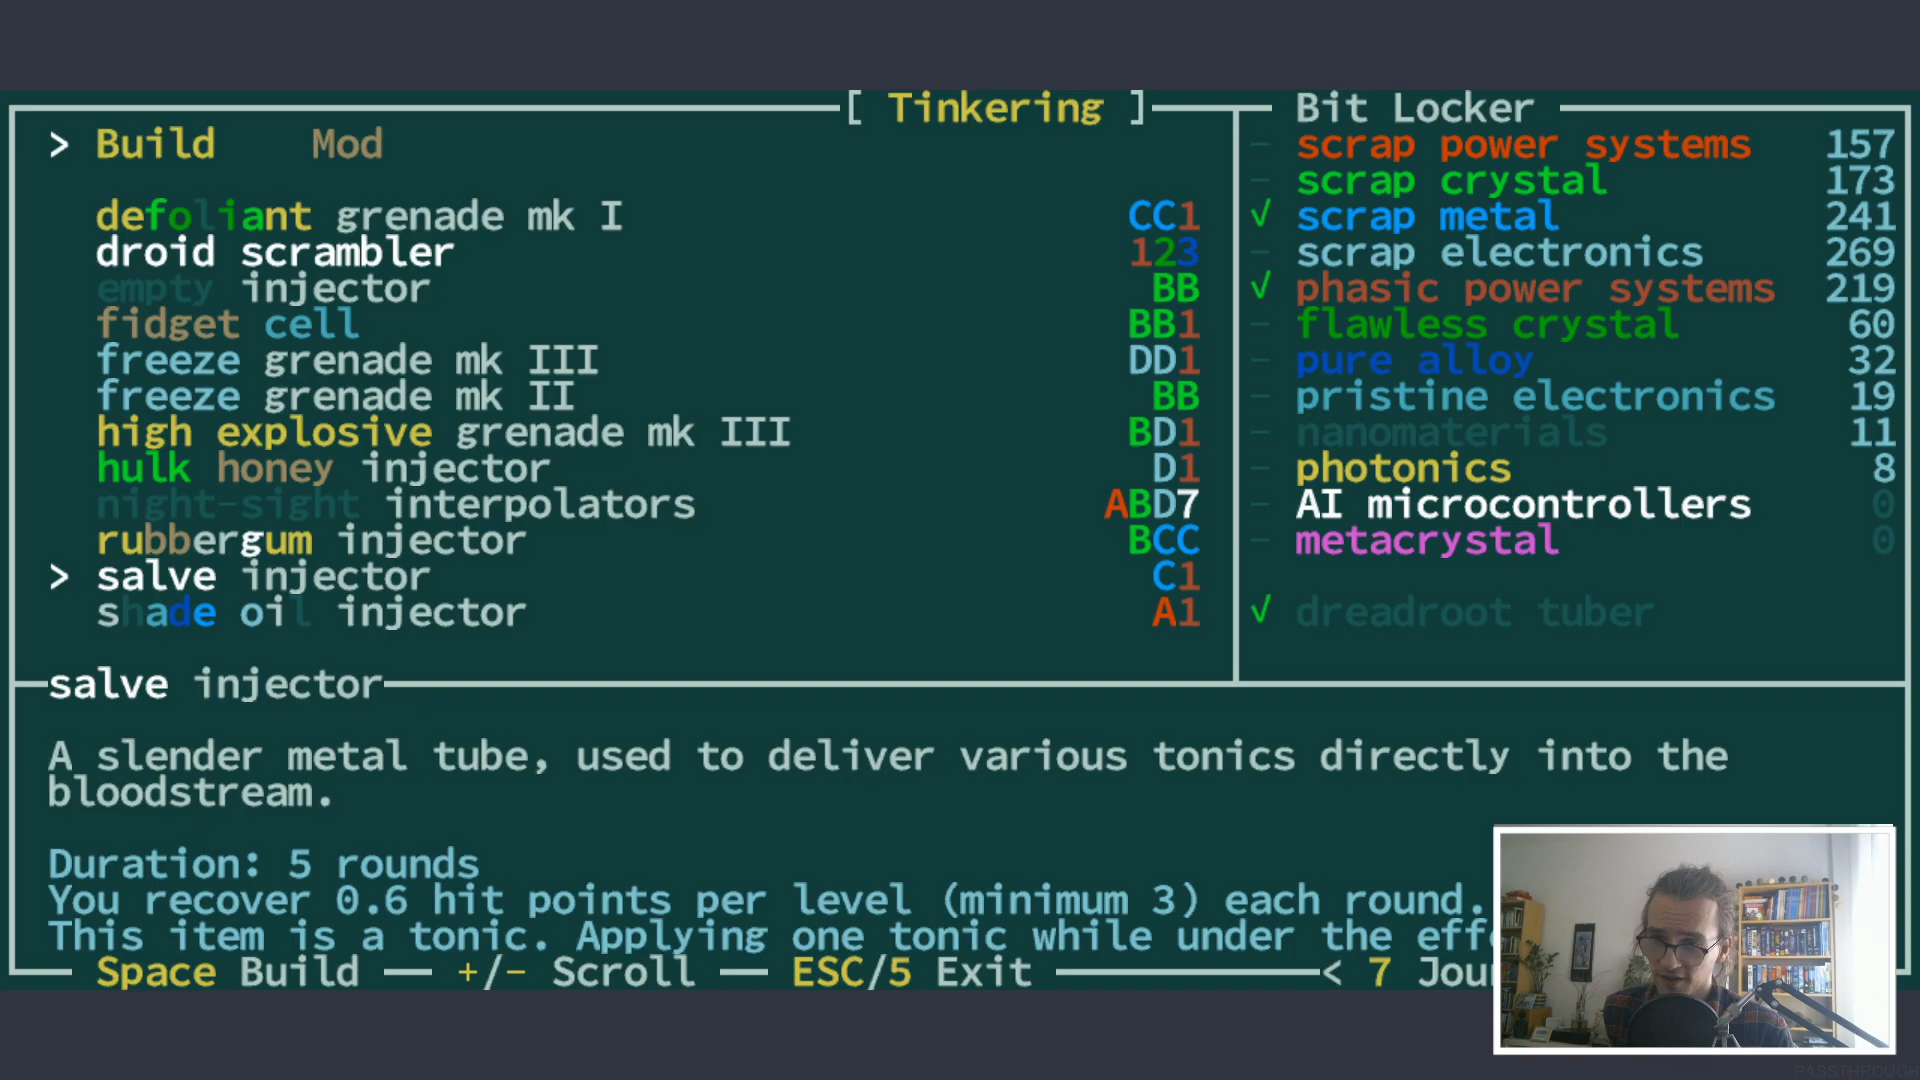 [ Tinkering ]
Bit Locker
> Build Mod
defoliant grenade mk I CC1
droid scrambler 123
empty injector BB
fidget cell BB1
freeze grenade mk III DD1
freeze grenade mk II BB
high explosive grenade mk III BD1
hulk honey injector D1
night-sight interpolators ABD7
rubbergum injector BCC
> salve injector C1
shade oil injector A1
- scrap power systems 157
- scrap crystal 173
√ scrap metal 241
- scrap electronics 269
√ phasic power systems 219
- flawless crystal 60
- pure alloy 32
- pristine electronics 19
- nanomaterials 11
- photonics 8
- AI microcontrollers 0
- metacrystal 0
√ dreadroot tuber
salve injector
A slender metal tube, used to deliver various tonics directly into the
bloodstream.
Duration: 5 rounds
You recover 0.6 hit points per level (minimum 3) each round.
This item is a tonic. Applying one tonic while under the eff
Space Build +/- Scroll ESC/5 Exit < 7 Jou
PASSTHROUGH